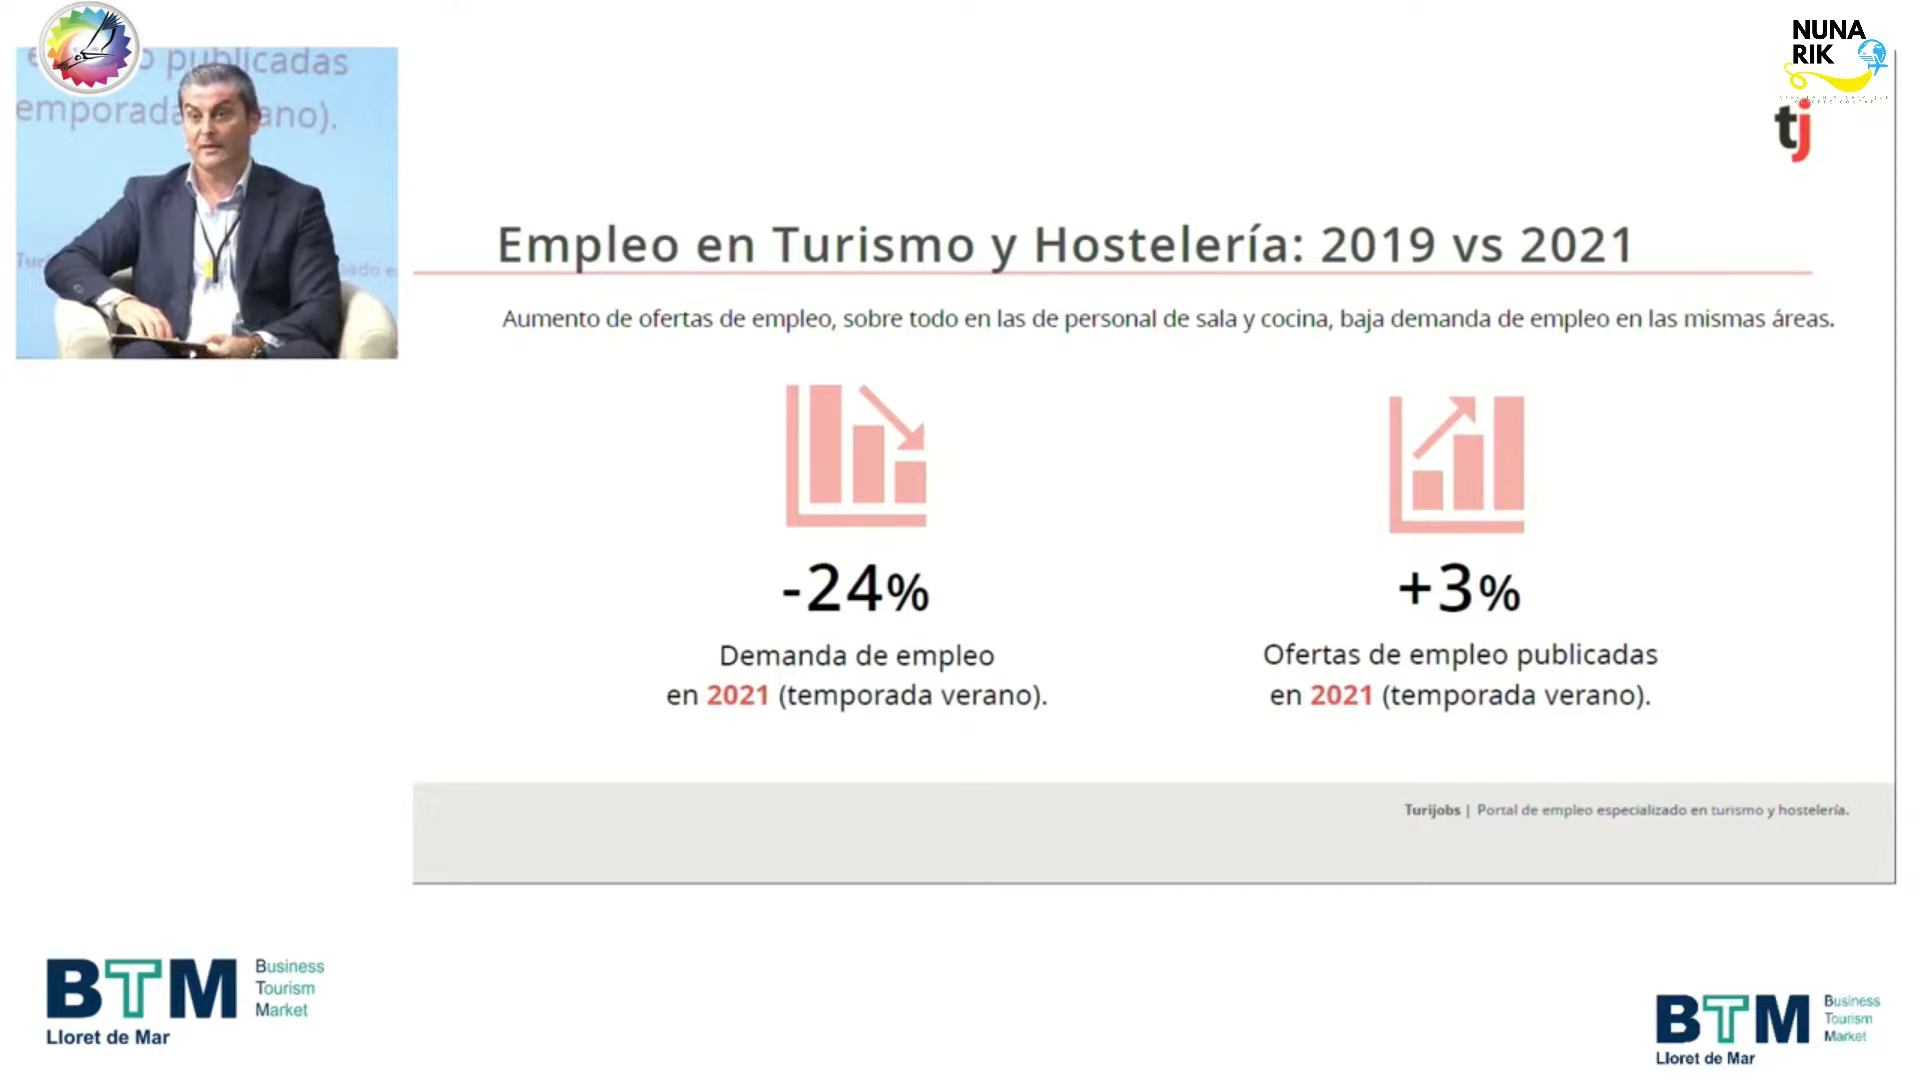 publicadas
NUNA
RIK
tj
Empleo en Turismo y Hostelería: 2019 vs 2021
Aumento de ofertas de empleo, sobre todo en las de personal de sala y cocina, baja demanda de empleo en las mismas áreas.
-24%
Demanda de empleo
en 2021 (temporada verano).
+3%
Ofertas de empleo publicadas
en 2021 (temporada verano).
Turijobs | Portal de empleo especializado en turismo y hostelería.
BTM
Business
Tourism
Market
Lloret de Mar
BTM
Business
Tourism
Market
Lloret de Mar